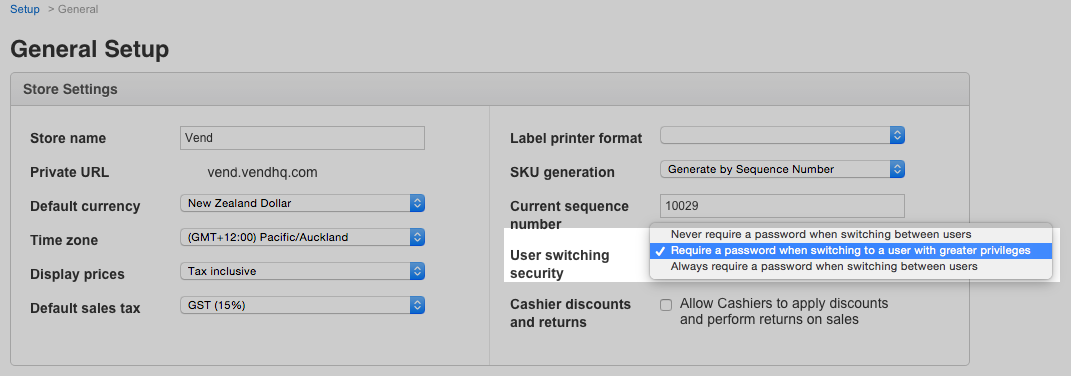 Setup > General
General Setup
Store Settings
Store name Vend
Private URL vend.vendhq.com
Default currency New Zealand Dollar
Time zone (GMT+12:00) Pacific/Auckland
Display prices Tax inclusive
Default sales tax GST (15%)
Label printer format
SKU generation Generate by Sequence Number
Current sequence
number
10029
User switching
security
Never require a password when switching between users
✓ Require a password when switching to a user with greater privileges
Always require a password when switching between users
Cashier discounts
and returns
Allow Cashiers to apply discounts
and perform returns on sales